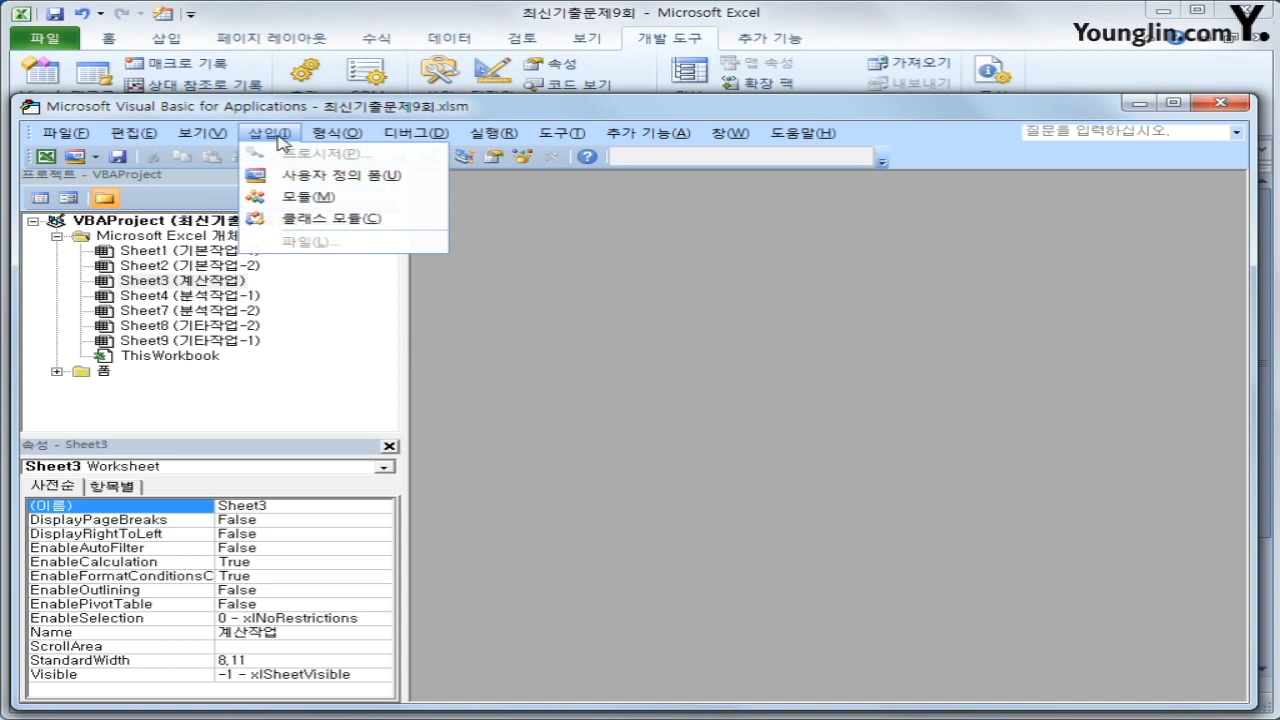 최신기출문제9회 - Microsoft Excel
Younglin.com Y.
파일 홈 삽입 페이지 레이아웃 수식 데이터 검토 보기 개발 도구 추가 기능
매크로 기록 속성 맵 속성 가져오기
상대 참조로 기록 코드 보기 확장 팩 내보내기
Microsoft Visual Basic for Applications - 최신기출문제9회.xlsm
파일(F) 편집(E) 보기(V) 삽입(I) 형식(O) 디버그(D) 실행(R) 도구(T) 추가 기능(A) 창(W) 도움말(H) 질문을 입력하십시오.
프로시저(P)...
사용자 정의 폼(U)
모듈(M)
클래스 모듈(C)
파일(L)...
프로젝트 - VBAProject
VBAProject (최신기출
Microsoft Excel 개체
Sheet1 (기본작업-1)
Sheet2 (기본작업-2)
Sheet3 (계산작업)
Sheet4 (분석작업-1)
Sheet7 (분석작업-2)
Sheet8 (기타작업-2)
Sheet9 (기타작업-1)
ThisWorkbook
폼
속성 - Sheet3
Sheet3 Worksheet
사전순 항목별
(이름) Sheet3
DisplayPageBreaks False
DisplayRightToLeft False
EnableAutoFilter False
EnableCalculation True
EnableFormatConditionsC True
EnableOutlining False
EnablePivotTable False
EnableSelection 0 - xlNoRestrictions
Name 계산작업
ScrollArea
StandardWidth 8.11
Visible -1 - xlSheetVisible